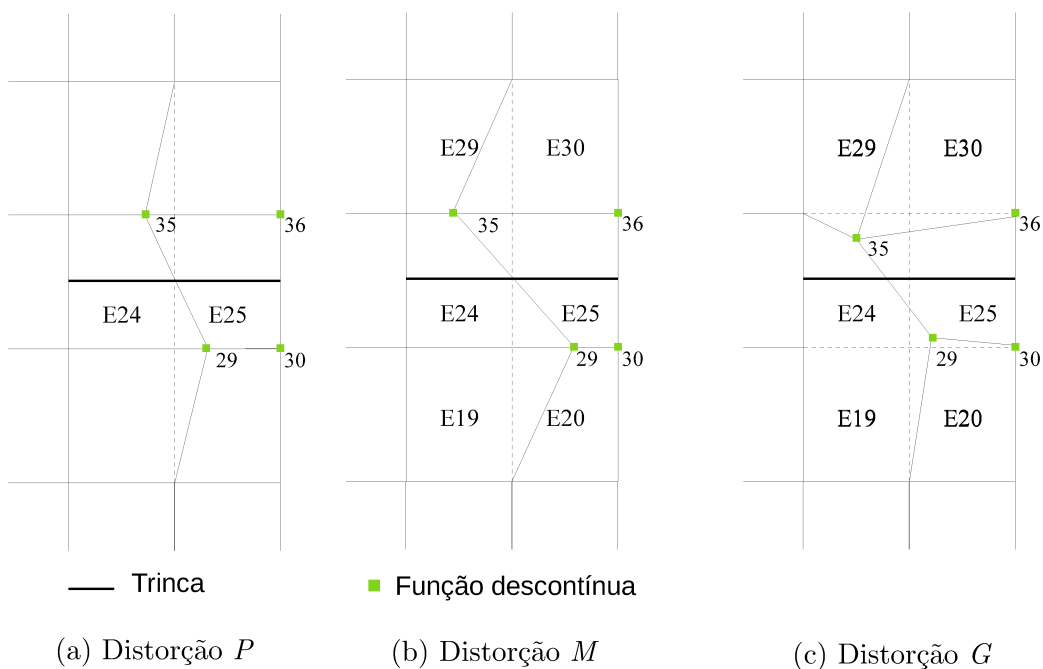 35
36
E24
E25
29
30
E29
E30
35
36
E24
E25
29
30
E19
E20
E29
E30
35
36
E24
E25
29
30
E19
E20
Trinca
Função descontínua
(a) Distorção P
(b) Distorção M
(c) Distorção G